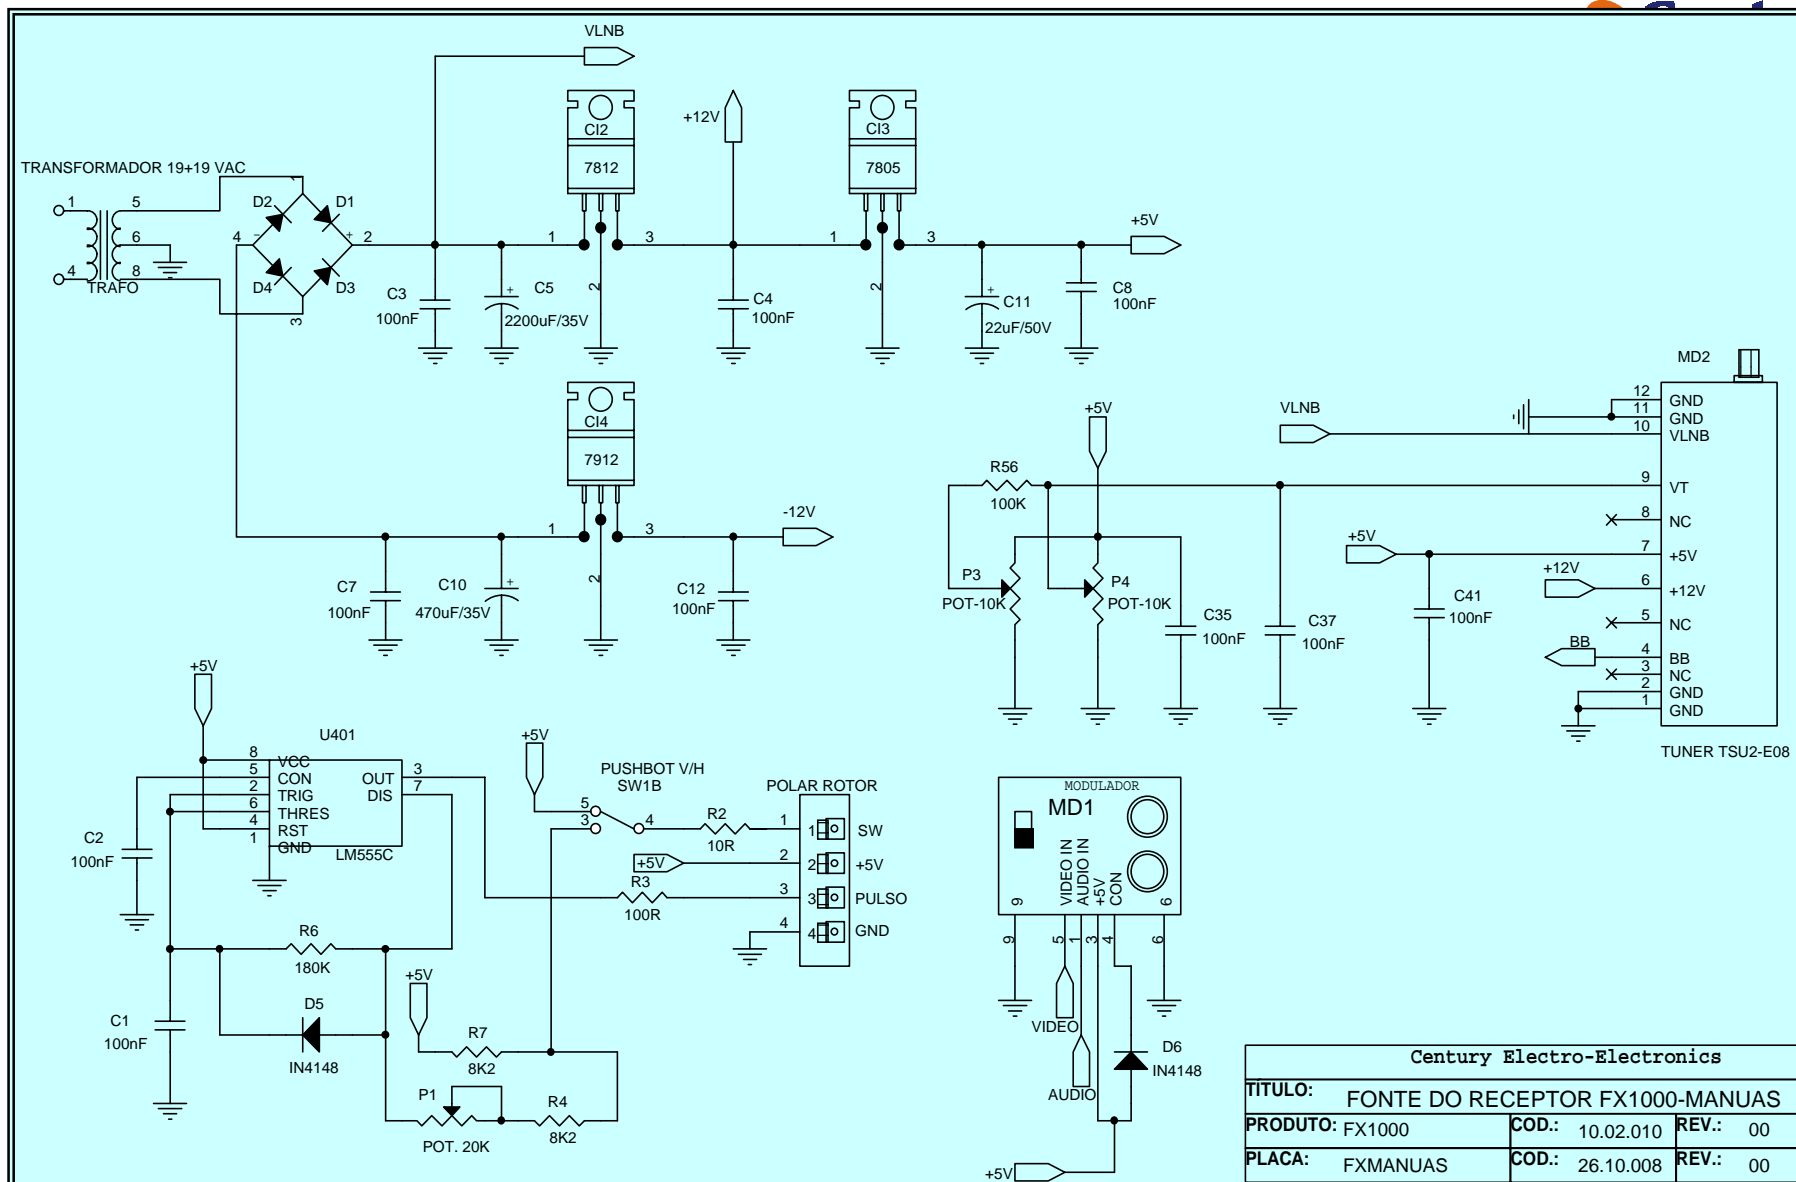 VLNB
CI2
7812
+12V
CI3
7805
TRANSFORMADOR 19+19 VAC
1
4
5
6
8
TRAFO
D2
D1
D4
D3
4
-
+
2
3
1
3
2
1
3
2
+5V
C3
100nF
+
C5
2200uF/35V
C4
100nF
+
C11
22uF/50V
C8
100nF
CI4
7912
1
3
2
-12V
C7
100nF
C10
+
470uF/35V
C12
100nF
+5V
R56
100K
P3
POT-10K
P4
POT-10K
C35
100nF
C37
100nF
VLNB
MD2
12 GND
11 GND
10 VLNB
9 VT
8 NC
+5V
7 +5V
+12V
6 +12V
C41
100nF
5 NC
BB
4 BB
3 NC
2 GND
1 GND
TUNER TSU2-E08
+5V
U401
8 VCC
5 CON
2 TRIG
6 THRES
4 RST
1 GND
OUT 3
DIS 7
LM555C
C2
100nF
R6
180K
D5
IN4148
C1
100nF
+5V
R7
8K2
P1
POT. 20K
R4
8K2
+5V
PUSHBOT V/H
SW1B
5
3
4
R2
10R
+5V
R3
100R
POLAR ROTOR
1 1 SW
2 2 +5V
3 3 PULSO
4 4 GND
MODULADOR
MD1
9
VIDEO IN
AUDIO IN
+5V
CON
6
9
5
1
3
4
6
VIDEO
AUDIO
D6
IN4148
+5V
Century Electro-Electronics
TÍTULO: FONTE DO RECEPTOR FX1000-MANUAS
PRODUTO: FX1000 COD.: 10.02.010 REV.: 00
PLACA: FXMANUAS COD.: 26.10.008 REV.: 00